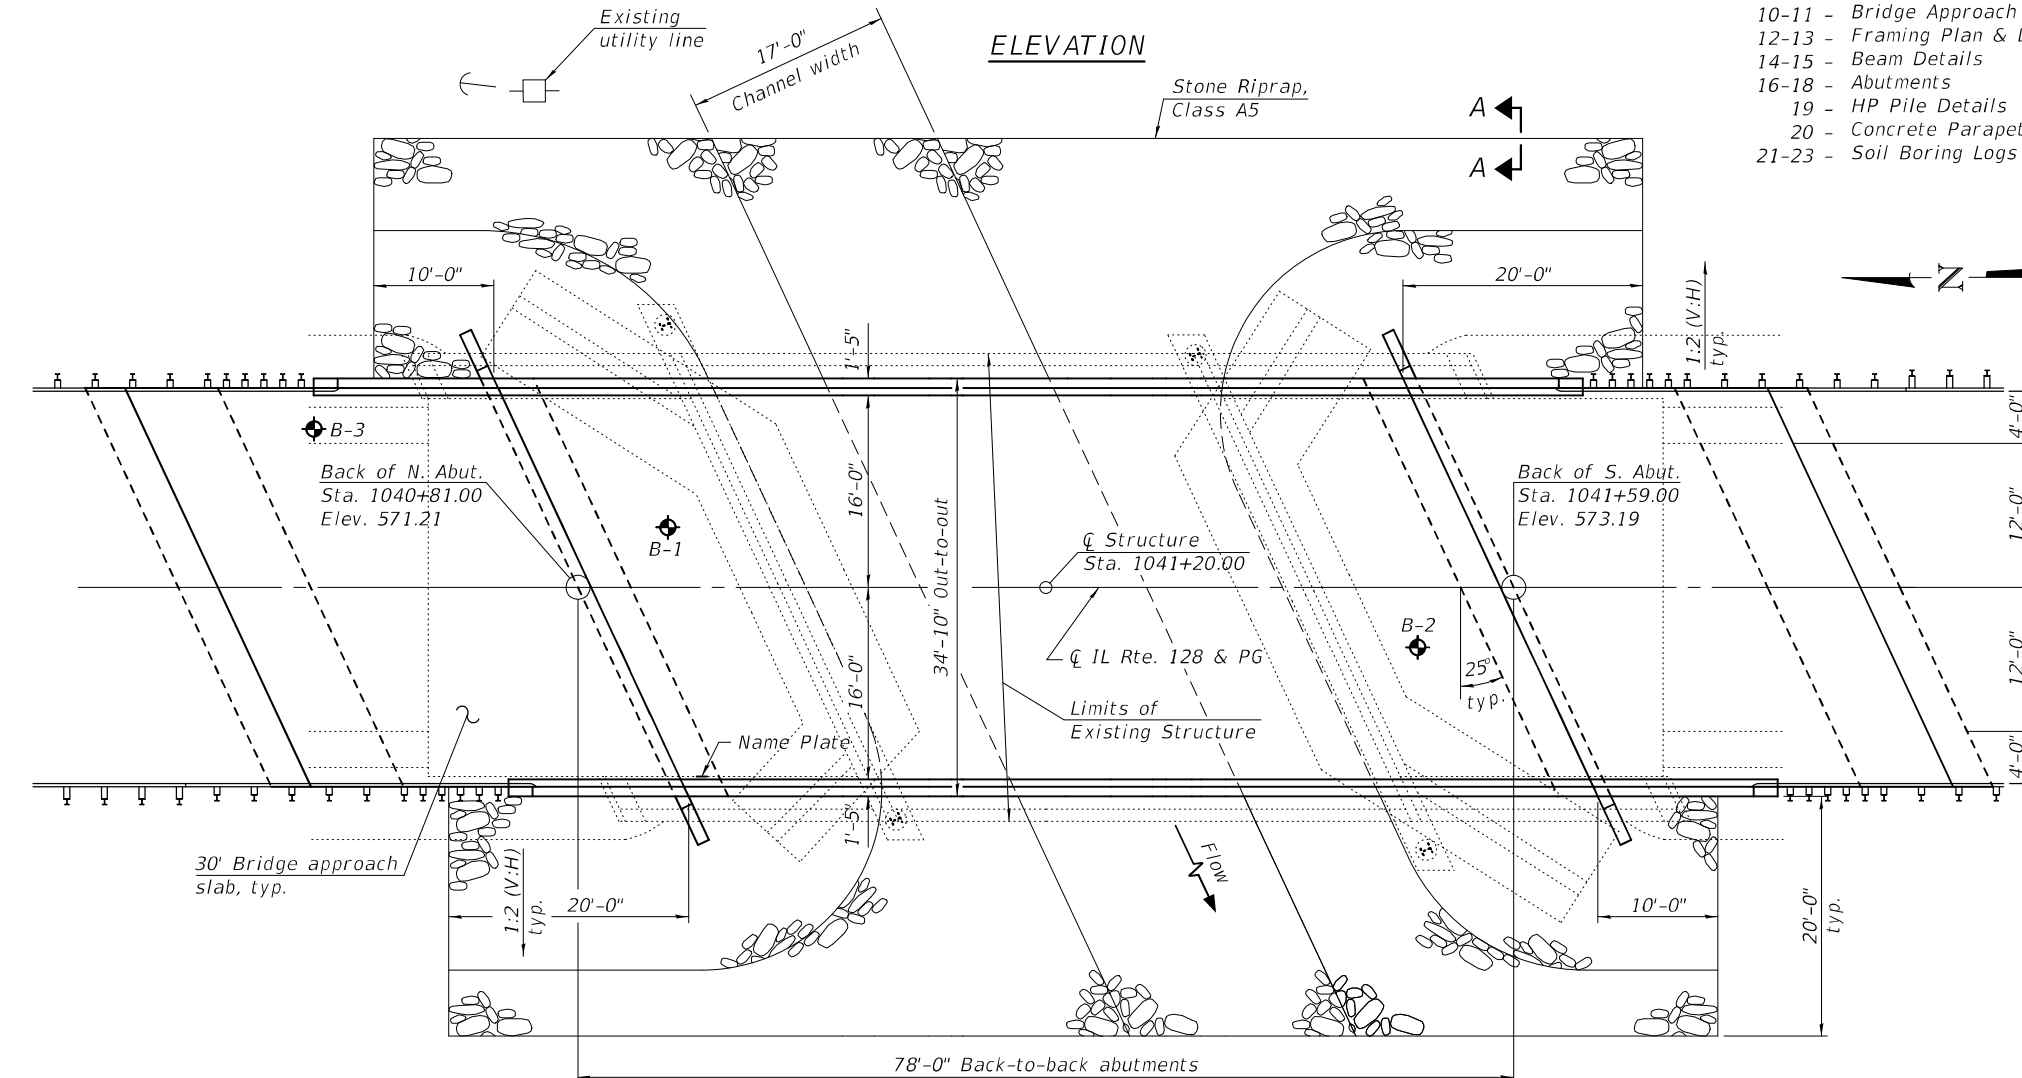 Existing
utility line
17'-0"
Channel width
ELEVATION
Stone Riprap,
Class A5
A
A
10-11 - Bridge Approach
12-13 - Framing Plan &
14-15 - Beam Details
16-18 - Abutments
19 - HP Pile Details
20 - Concrete Parapet
21-23 - Soil Boring Logs
10'-0"
20'-0"
1:2 (V:H)
typ.
N
1'-5"
B-3
Back of N. Abut.
Sta. 1040+81.00
Elev. 571.21
B-1
16'-0"
34'-10" Out-to-out
℄ Structure
Sta. 1041+20.00
Back of S. Abut.
Sta. 1041+59.00
Elev. 573.19
4'-0"
12'-0"
B-2
℄ IL Rte. 128 & PG
25°
typ.
16'-0"
12'-0"
Limits of
Existing Structure
Name Plate
14'-0"
1'-5"
30' Bridge approach
slab, typ.
Flow
1:2 (V:H)
typ.
20'-0"
10'-0"
20'-0"
typ.
78'-0" Back-to-back abutments